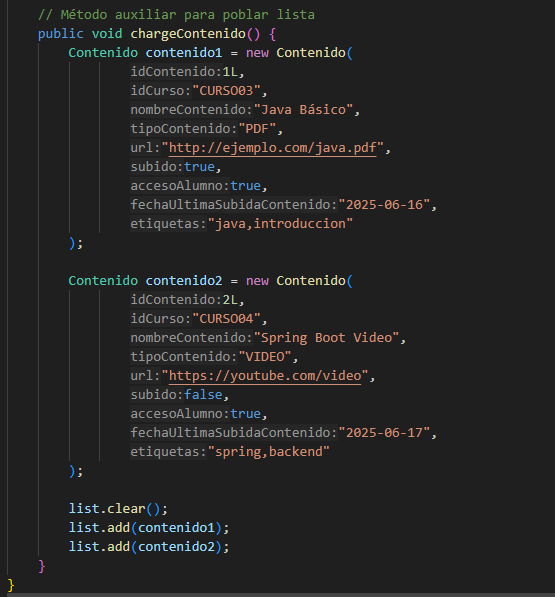 // Método auxiliar para poblar lista
public void chargeContenido() {
Contenido contenido1 = new Contenido(
idContenido:1L,
idCurso:"CURSO03",
nombreContenido:"Java Básico",
tipoContenido:"PDF",
url:"http://ejemplo.com/java.pdf",
subido:true,
accesoAlumno:true,
fechaUltimaSubidaContenido:"2025-06-16",
etiquetas:"java,introduccion"
);
Contenido contenido2 = new Contenido(
idContenido:2L,
idCurso:"CURSO04",
nombreContenido:"Spring Boot Video",
tipoContenido:"VIDEO",
url:"https://youtube.com/video",
subido:false,
accesoAlumno:true,
fechaUltimaSubidaContenido:"2025-06-17",
etiquetas:"spring,backend"
);
list.clear();
list.add(contenido1);
list.add(contenido2);
}
}